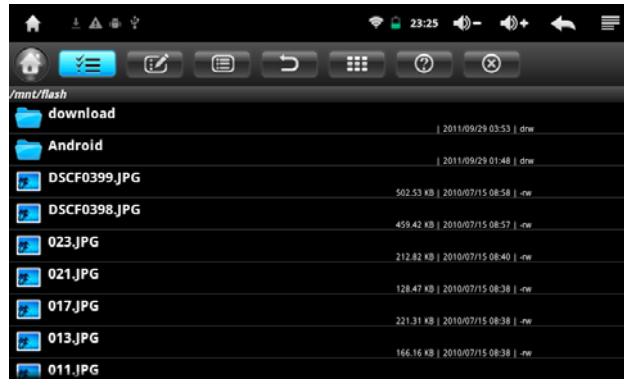 23:25
/mnt/flash
download
| 2011/09/29 03:53 | drw
Android
| 2011/09/29 01:48 | drw
DSCF0399.JPG
502.53 KB | 2010/07/15 08:58 | -rw
DSCF0398.JPG
459.42 KB | 2010/07/15 08:57 | -rw
023.JPG
212.82 KB | 2010/07/15 08:40 | -rw
021.JPG
128.47 KB | 2010/07/15 08:38 | -rw
017.JPG
221.31 KB | 2010/07/15 08:38 | -rw
013.JPG
166.16 KB | 2010/07/15 08:38 | -rw
011.JPG